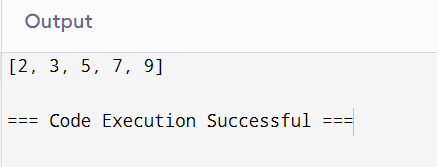 Output
[2, 3, 5, 7, 9]
=== Code Execution Successful ===